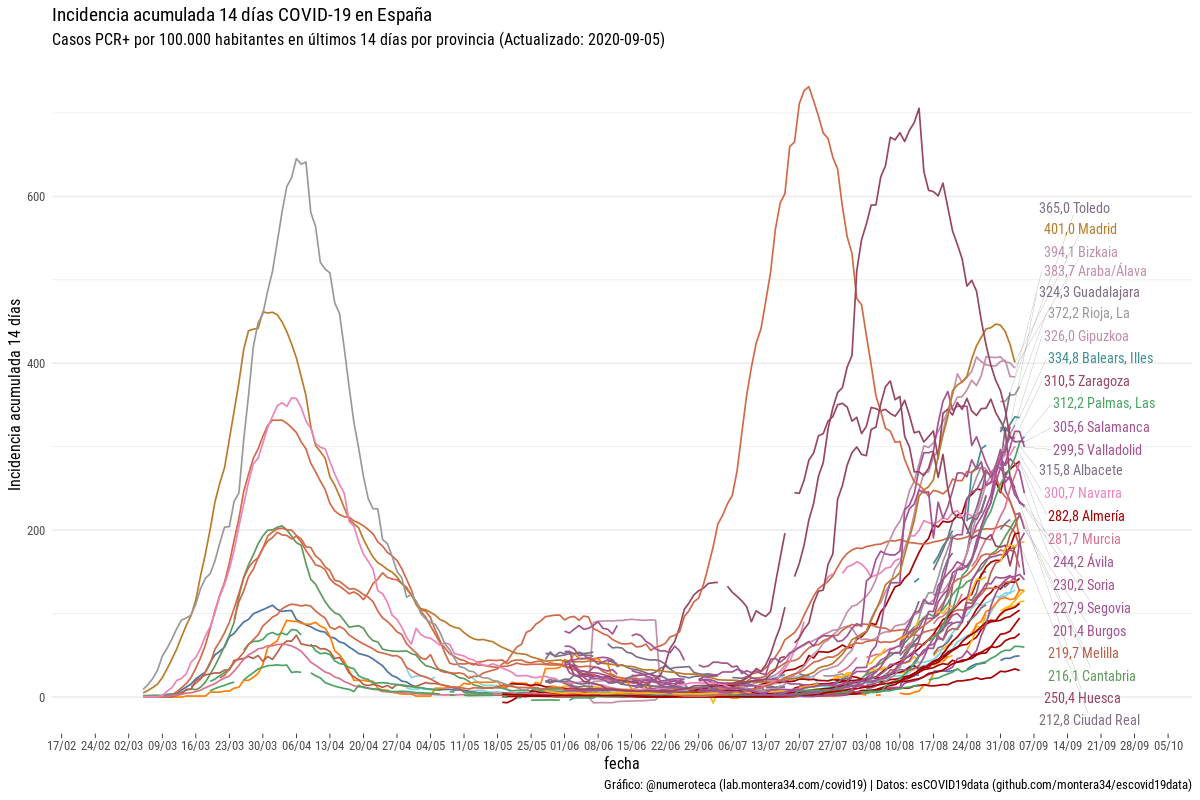 Incidencia acumulada 14 días COVID-19 en España
Casos PCR+ por 100.000 habitantes en últimos 14 días por provincia (Actualizado: 2020-09-05)
Incidencia acumulada 14 días
600
400
200
0
365,0 Toledo
401,0 Madrid
394,1 Bizkaia
383,7 Araba/Álava
324,3 Guadalajara
372,2 Rioja, La
326,0 Gipuzkoa
334,8 Balears, Illes
310,5 Zaragoza
312,2 Palmas, Las
305,6 Salamanca
299,5 Valladolid
315,8 Albacete
300,7 Navarra
282,8 Almería
281,7 Murcia
244,2 Ávila
230,2 Soria
227,9 Segovia
201,4 Burgos
219,7 Melilla
216,1 Cantabria
250,4 Huesca
212,8 Ciudad Real
17/02 24/02 02/03 09/03 16/03 23/03 30/03 06/04 13/04 20/04 27/04 04/05 11/05 18/05 25/05 01/06 08/06 15/06 22/06 29/06 06/07 13/07 20/07 27/07 03/08 10/08 17/08 24/08 31/08 07/09 14/09 21/09 28/09 05/10
fecha
Gráfico: @numeroteca (lab.montera34.com/covid19) | Datos: esCOVID19data (github.com/montera34/escovid19data)